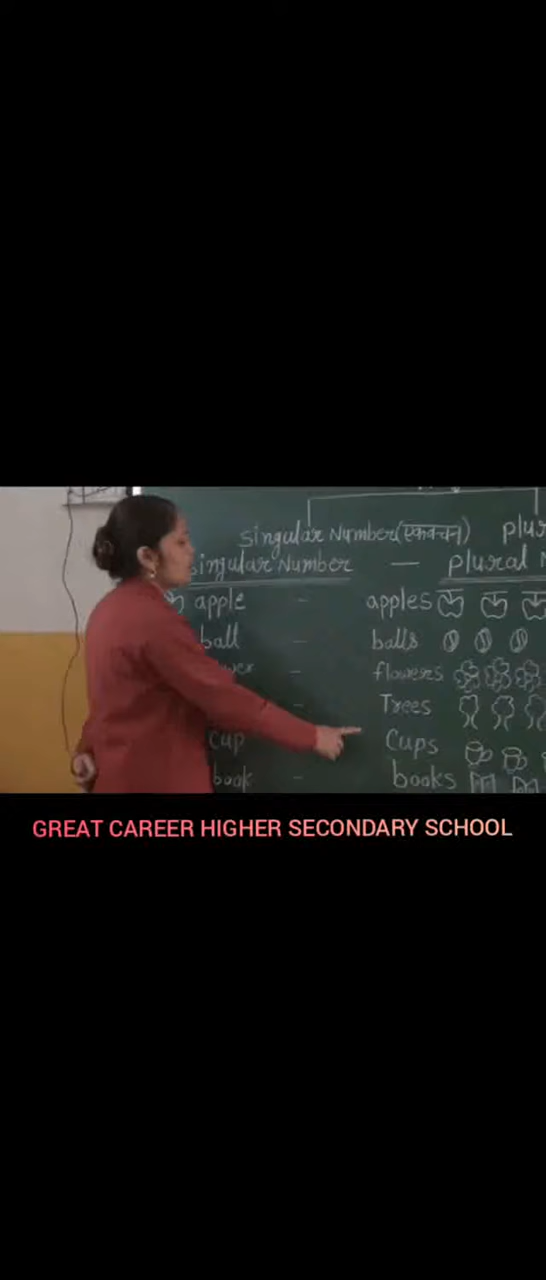 singular Number (एकवचन) plur
singular Number — plural N
apple - apples
ball - balls
- flowers
- Trees
cup Cups
book - books
GREAT CAREER HIGHER SECONDARY SCHOOL